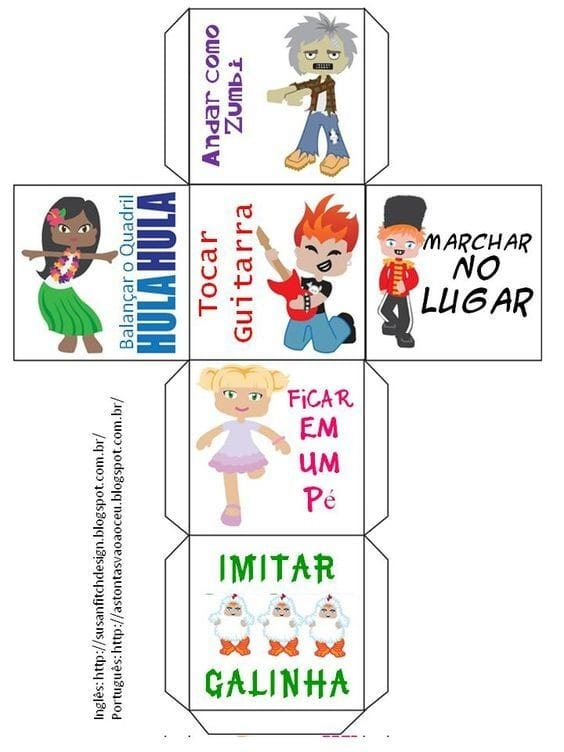 Andar como
Zumbi
Balançar o Quadril
HULA HULA
Tocar
Guitarra
MARCHAR
NO
LUGAR
FiCAR
EM
UM
Pé
IMITAR
GALINHA
Inglês: http://susanfitchdesign.blogspot.com.br/
Português: http://astontasvaoaoceu.blogspot.com.br/